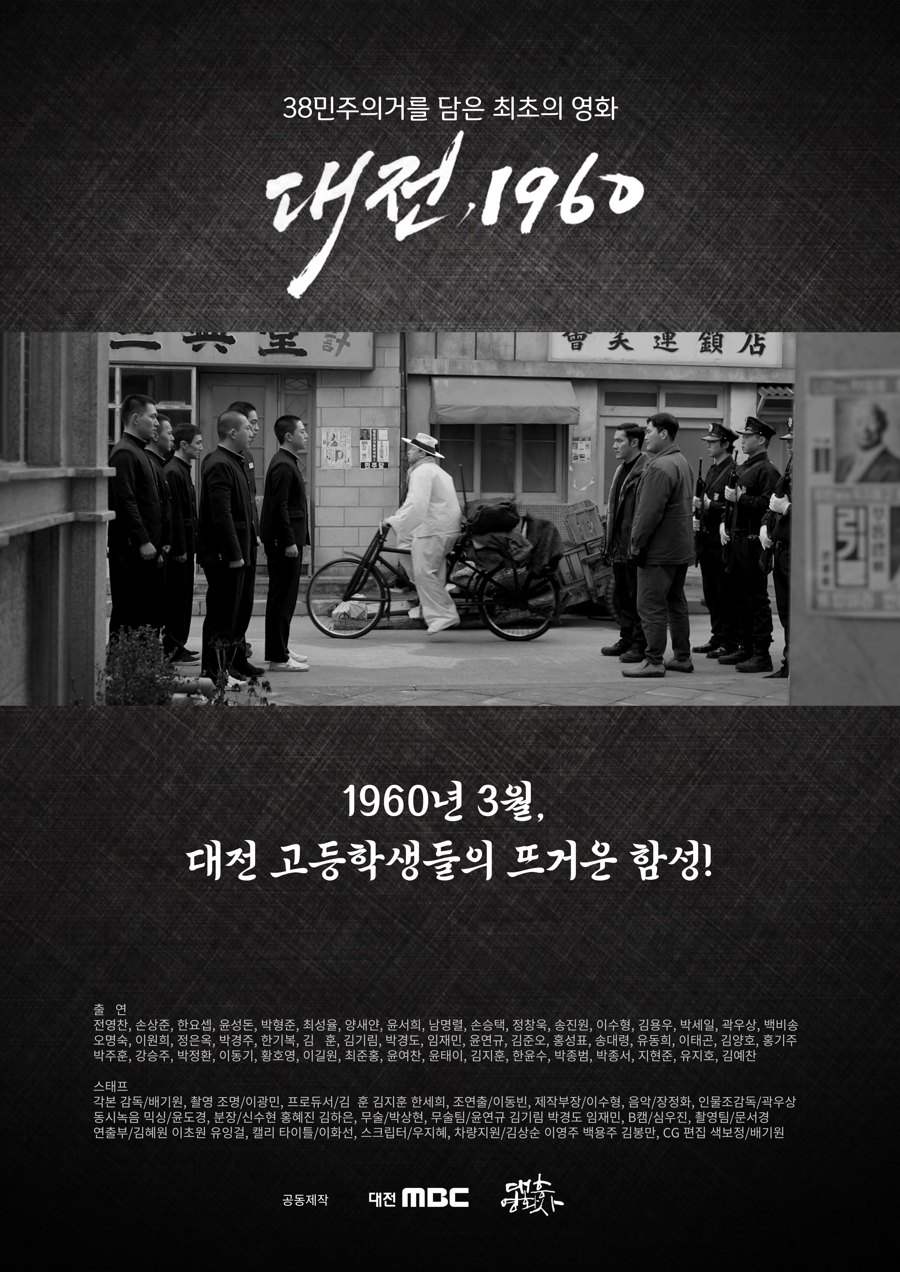 38민주의거를 담은 최초의 영화
대전, 1960
三興堂
會美運鎖店
1960년 3월,
대전 고등학생들의 뜨거운 함성!
출 연
전영찬, 손상준, 한요셉, 윤성돈, 박형준, 최성율, 양새얀, 윤서희, 남명렬, 손승택, 정창욱, 송진원, 이수형, 김용우, 박세일, 곽우상, 백비송
오명숙, 이원희, 정은옥, 박경주, 한기복, 김 훈, 김기림, 박경도, 임재민, 윤연규, 김준오, 홍성표, 송대령, 유동희, 이태곤, 김양호, 홍기주
박주훈, 강승주, 박정환, 이동기, 황호영, 이길원, 최준홍, 윤여찬, 윤태이, 김지훈, 한윤수, 박종범, 박종서, 지현준, 유지호, 김예찬
스태프
각본 감독/배기원, 촬영 조명/이광민, 프로듀서/김 훈 김지훈 한세희, 조연출/이동빈, 제작부장/이수형, 음악/장정화, 인물조감독/곽우상
동시녹음 믹싱/윤도경, 분장/신수현 홍혜진 김하은, 무술/박상현, 무술팀/윤연규 김기림 박경도 임재민, B캠/심우진, 촬영팀/문서경
연출부/김혜원 이초원 유잉걸, 캘리 타이틀/이화선, 스크립터/우지혜, 차량지원/김상순 이영주 백용주 김봉만, CG 편집 색보정/배기원
공동제작 대전 MBC 대흥영화사